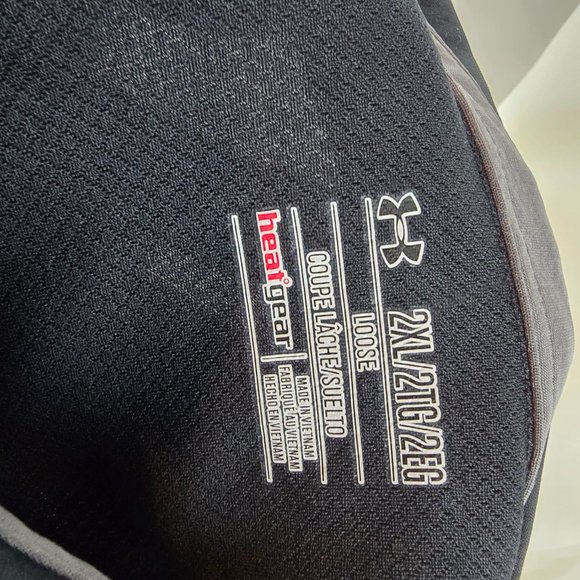 2XL/2TG/2EG
LOOSE
COUPE LÂCHE/SUELTO
heatgear
MADE IN VIETNAM
FABRIQUÉ AU VIETNAM
HECHO EN VIETNAM